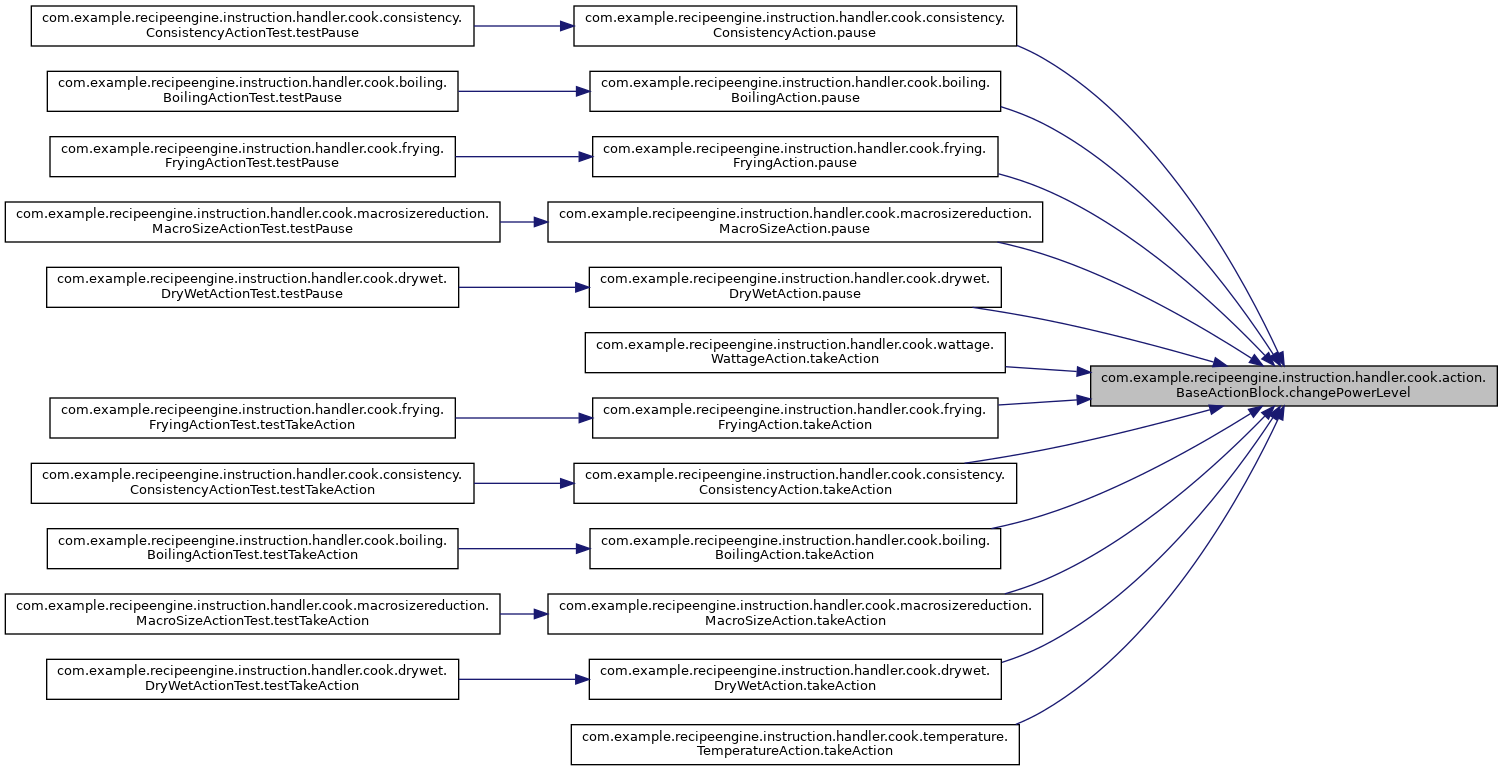 com.example.recipeengine.instruction.handler.cook.consistency.
ConsistencyActionTest.testPause
com.example.recipeengine.instruction.handler.cook.consistency.
ConsistencyAction.pause
com.example.recipeengine.instruction.handler.cook.boiling.
BoilingActionTest.testPause
com.example.recipeengine.instruction.handler.cook.boiling.
BoilingAction.pause
com.example.recipeengine.instruction.handler.cook.frying.
FryingActionTest.testPause
com.example.recipeengine.instruction.handler.cook.frying.
FryingAction.pause
com.example.recipeengine.instruction.handler.cook.macrosizereduction.
MacroSizeActionTest.testPause
com.example.recipeengine.instruction.handler.cook.macrosizereduction.
MacroSizeAction.pause
com.example.recipeengine.instruction.handler.cook.drywet.
DryWetActionTest.testPause
com.example.recipeengine.instruction.handler.cook.drywet.
DryWetAction.pause
com.example.recipeengine.instruction.handler.cook.wattage.
WattageAction.takeAction
com.example.recipeengine.instruction.handler.cook.action.
BaseActionBlock.changePowerLevel
com.example.recipeengine.instruction.handler.cook.frying.
FryingActionTest.testTakeAction
com.example.recipeengine.instruction.handler.cook.frying.
FryingAction.takeAction
com.example.recipeengine.instruction.handler.cook.consistency.
ConsistencyActionTest.testTakeAction
com.example.recipeengine.instruction.handler.cook.consistency.
ConsistencyAction.takeAction
com.example.recipeengine.instruction.handler.cook.boiling.
BoilingActionTest.testTakeAction
com.example.recipeengine.instruction.handler.cook.boiling.
BoilingAction.takeAction
com.example.recipeengine.instruction.handler.cook.macrosizereduction.
MacroSizeActionTest.testTakeAction
com.example.recipeengine.instruction.handler.cook.macrosizereduction.
MacroSizeAction.takeAction
com.example.recipeengine.instruction.handler.cook.drywet.
DryWetActionTest.testTakeAction
com.example.recipeengine.instruction.handler.cook.drywet.
DryWetAction.takeAction
com.example.recipeengine.instruction.handler.cook.temperature.
TemperatureAction.takeAction